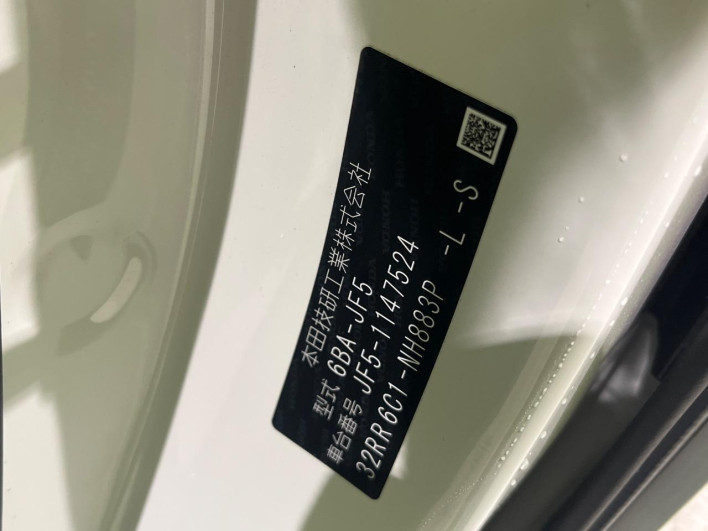 本田技研工業株式会社
型式 6BA-JF5
車台番号 JF5-1147524
32RR6C1-NH883P -L -S